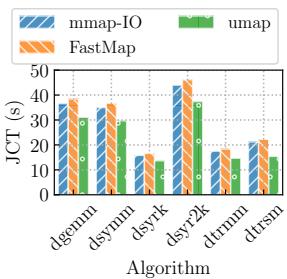 mmap-IO
umap
FastMap
JCT (s)
50
40
30
20
10
0
dgemm
dsymm
dsyrk
dsyr2k
dtrmm
dtrsm
Algorithm